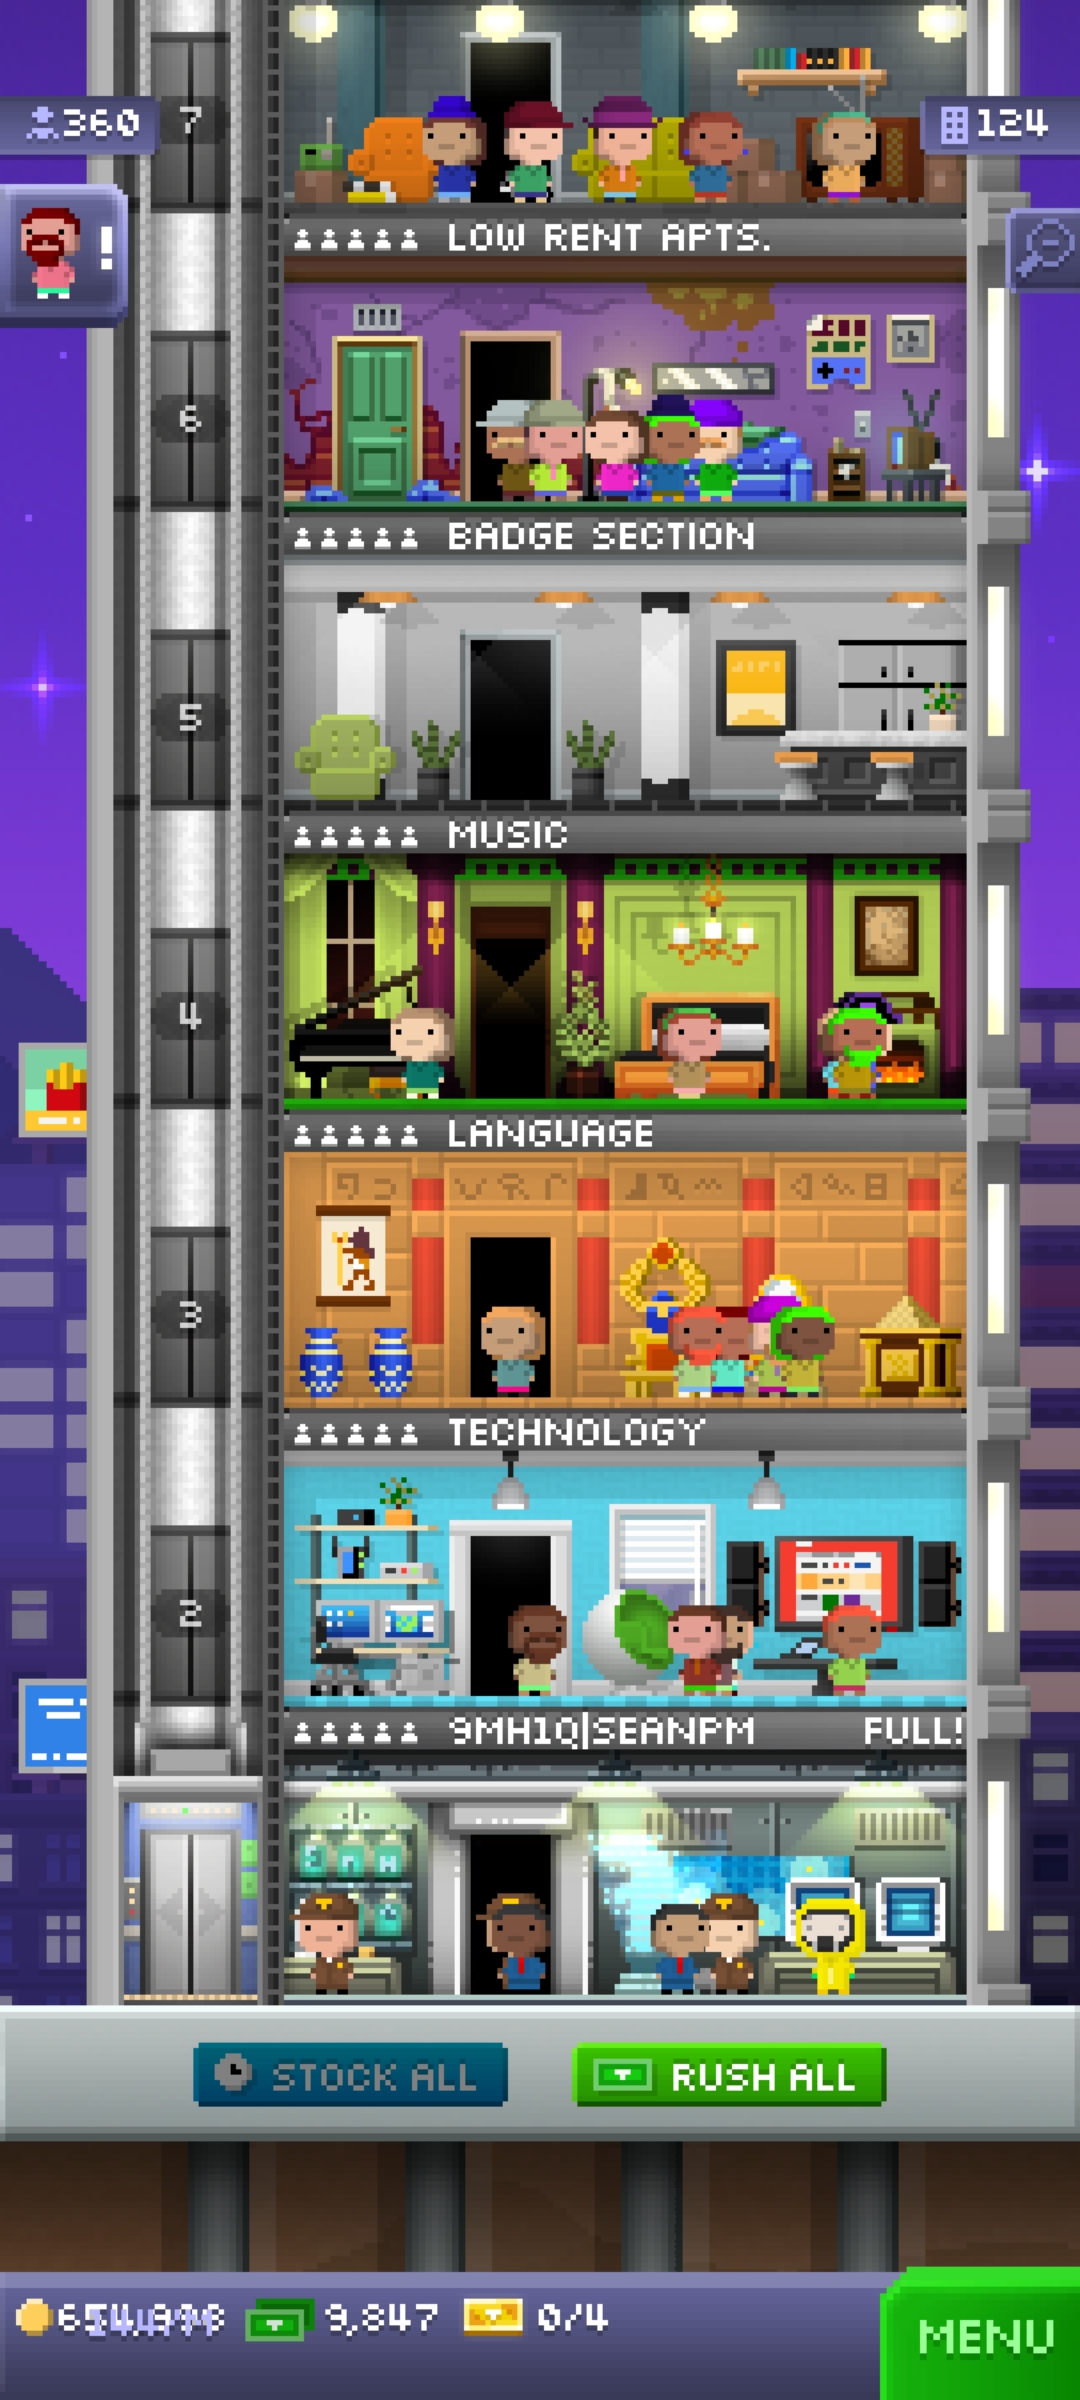 360
7
124
!
LOW RENT APTS.
6
BADGE SECTION
5
MUSIC
4
LANGUAGE
3
TECHNOLOGY
2
9MH1Q|SEANPM FULL!
STOCK ALL
RUSH ALL
9,847
0/4
MENU